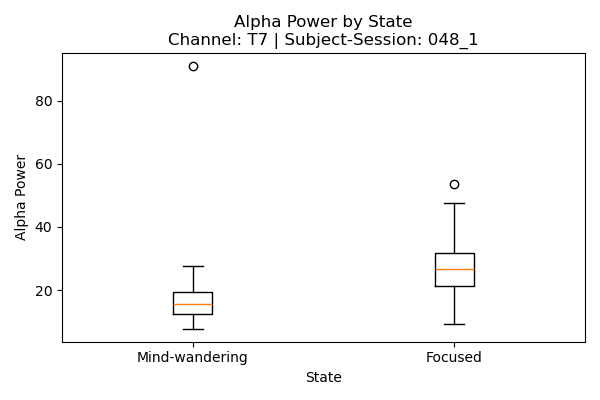 Alpha Power by State
Channel: T7 | Subject-Session: 048_1
Alpha Power
80
60
40
20
Mind-wandering
Focused
State